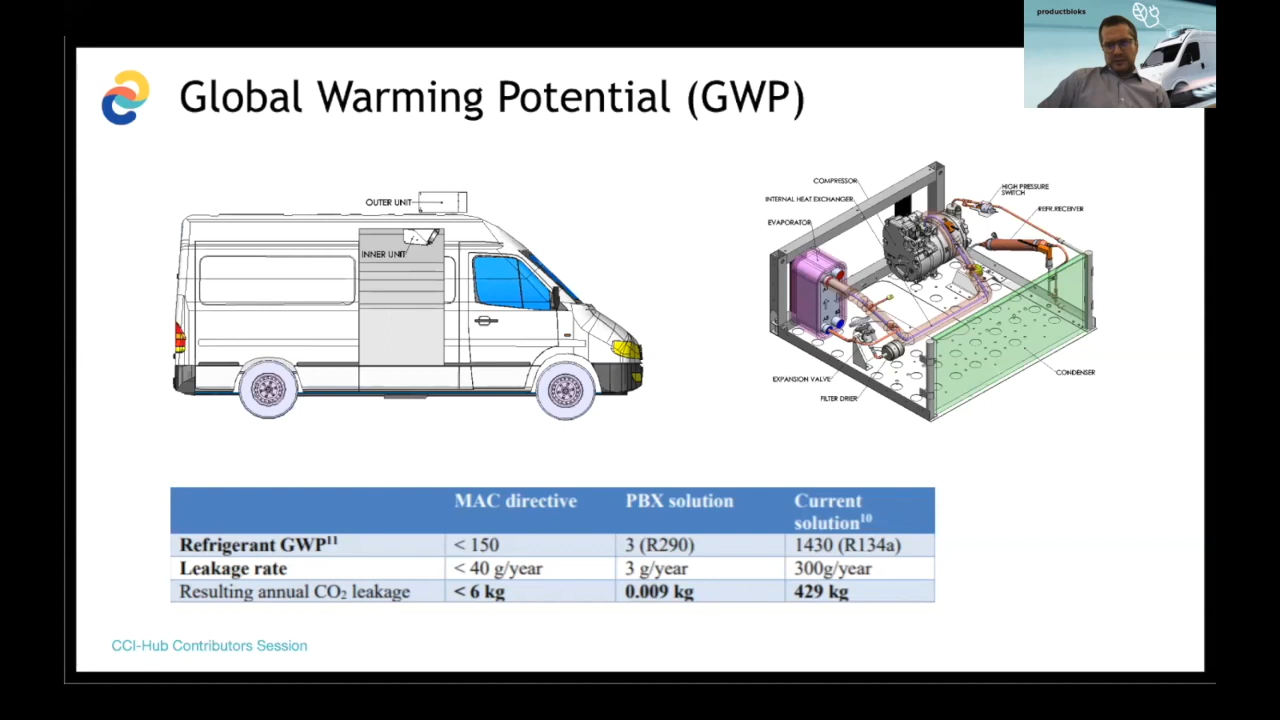 productbloks
Global Warming Potential (GWP)
OUTER UNIT
INNER UNIT
COMPRESSOR
INTERNAL HEAT EXCHANGER
EVAPORATOR
HIGH PRESSURE
SWITCH
REFR.RECEIVER
EXPANSION VALVE
FILTER DRIER
CONDENSER
MAC directive PBX solution Current
solution¹⁰
Refrigerant GWP¹¹ < 150 3 (R290) 1430 (R134a)
Leakage rate < 40 g/year 3 g/year 300g/year
Resulting annual CO₂ leakage < 6 kg 0.009 kg 429 kg
CCI-Hub Contributors Session